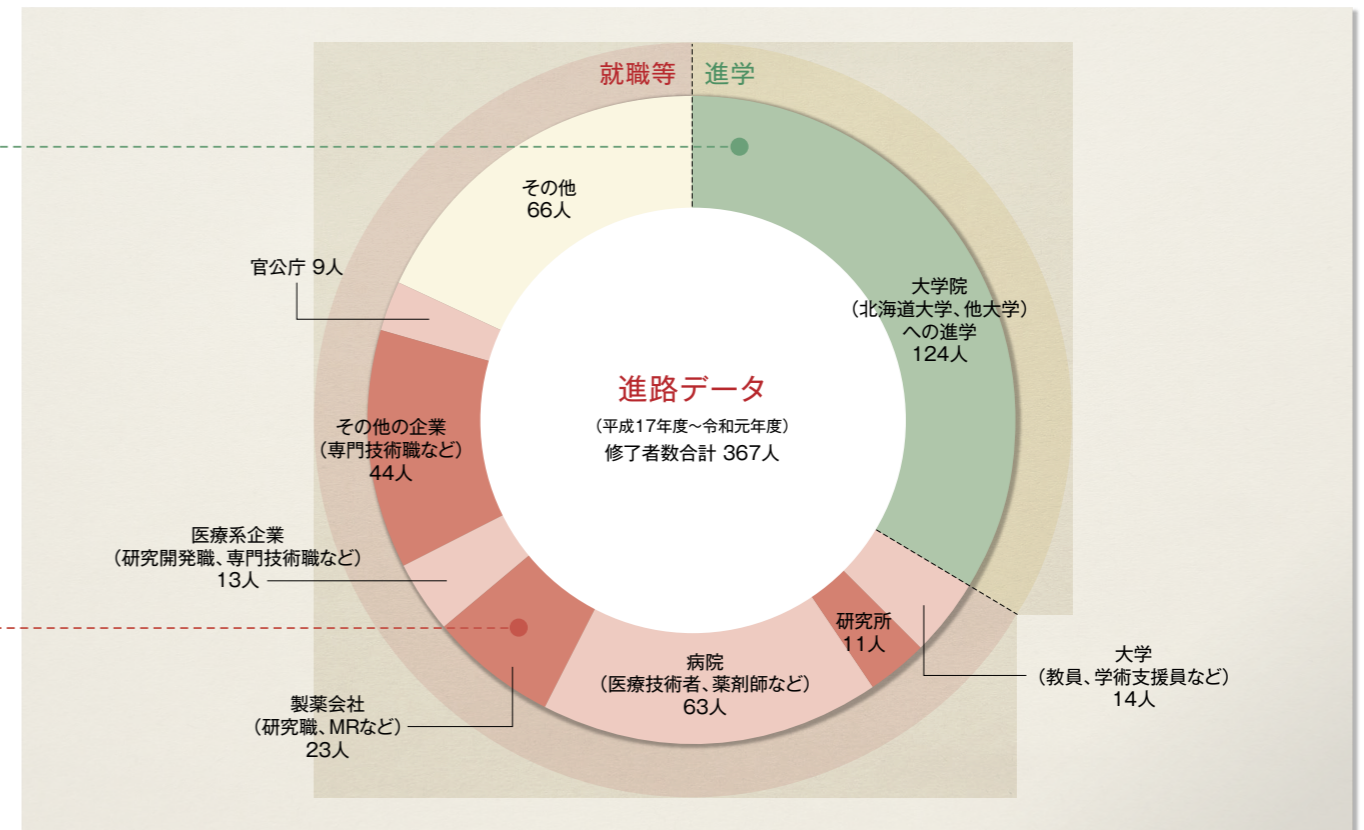 就職等
進学
その他
66人
官公庁 9人
大学院
(北海道大学、他大学)
への進学
124人
進路データ
(平成17年度~令和元年度)
修了者数合計 367人
その他の企業
(専門技術職など)
44人
医療系企業
(研究開発職、専門技術職など)
13人
研究所
11人
病院
(医療技術者、薬剤師など)
63人
大学
(教員、学術支援員など)
14人
製薬会社
(研究職、MRなど)
23人